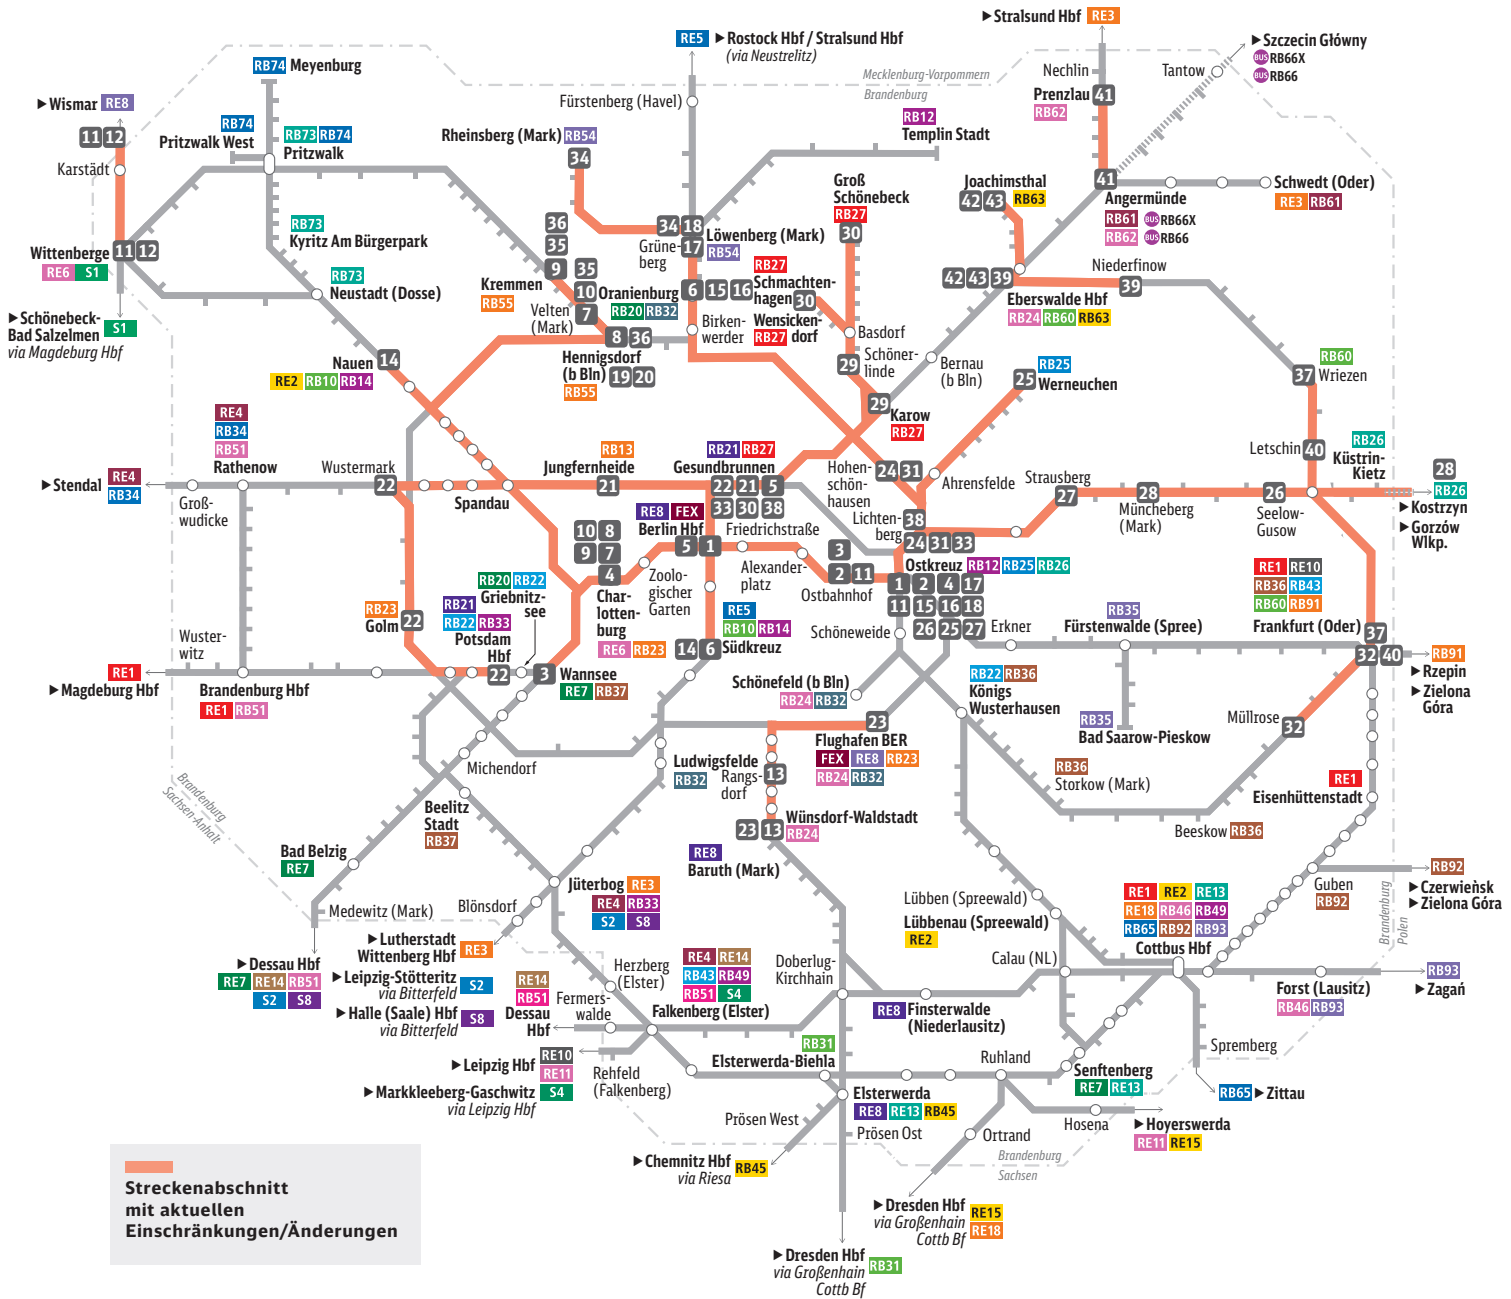 RE5 ▶ Rostock Hbf / Stralsund Hbf
(via Neustrelitz)
▶ Stralsund Hbf RE3
▶ Szczecin Główny
BUS RB66X
BUS RB66
Tantow
Nechlin
Mecklenburg-Vorpommern
Brandenburg
RB74 Meyenburg
▶ Wismar RE8
11 12
Karstädt
RB74
Pritzwalk West
RB73 RB74
Pritzwalk
Fürstenberg (Havel)
Rheinsberg (Mark) RB54
34
RB12
Templin Stadt
Prenzlau 41
RB62
41
Angermünde
RB61 BUS RB66X
RB62 BUS RB66
Schwedt (Oder)
RE3 RB61
Groß
Schönebeck
RB27
30
Joachimsthal
42 43 RB63
RB73
Kyritz Am Bürgerpark
Wittenberge 11 12
RE6 S1
RB73
Neustadt (Dosse)
▶ Schönebeck-
Bad Salzelmen S1
via Magdeburg Hbf
36
35
9 35
10
Kremmen
RB55
Velten
(Mark) 7
34 18
Grüne-
berg 17
Löwenberg (Mark)
RB54
Oranienburg 6 15 16
RB20 RB32
RB27
Schmachten-
hagen 30
Wensicken-
dorf
RB27
Birken-
werder
Basdorf
Schöner-
linde
29
42 43 39
Eberswalde Hbf
RB24 RB60 RB63
Niederfinow
39
Bernau
(b Bln)
8 36
Hennigsdorf
(b Bln) 19 20
RB55
Nauen 14
RE2 RB10 RB14
29
Karow
RB27
RB25
25 Werneuchen
RB60
37 Wriezen
Letschin 40
RB26
Küstrin-
Kietz
28
RB26
▶ Kostrzyn
▶ Gorzów
Wlkp.
RE4
RB34
RB51
Rathenow
▶ Stendal RE4
RB34
Groß-
wudicke
Wustermark
22
Spandau
RB13
Jungfernheide
21
RB21 RB27
Gesundbrunnen
22 21 5
33 30 38
RE8 FEX
Berlin Hbf
5 1
Friedrichstraße
Hohen-
schön-
hausen
24 31
Ahrensfelde
Strausberg
27
28
Müncheberg
(Mark)
26
Seelow-
Gusow
Lichten-
berg
38
24 31 33
10 8
9 7
4
Char-
lotten-
burg
RE6 RB23
Zoolo-
gischer
Garten
Alexander-
platz
3
2 11
Ostbahnhof
Ostkreuz RB12 RB25 RB26
1 2 4 17
11 15 16 18
26 25 27
Schöneweide
Erkner
RE1 RE10
RB36 RB43
RB60 RB91
Frankfurt (Oder) 37
32 40 RB91
▶ Rzepin
▶ Zielona
Góra
RB20 RB22
Griebnitz-
see
RB21
RB22 RB33
Potsdam
Hbf
22
RB23
Golm 22
3 Wannsee
RE7 RB37
RE5
RB10 RB14
14 6 Südkreuz
RB35
Fürstenwalde (Spree)
Wuster-
witz
RE1
▶ Magdeburg Hbf
Brandenburg Hbf
RE1 RB51
Schönefeld (b Bln)
RB24 RB32
RB22 RB36
Königs
Wusterhausen
RB35
Bad Saarow-Pieskow
Müllrose
32
23
Flughafen BER
FEX RE8 RB23
RB24 RB32
Ludwigsfelde
RB32
Rangs-
dorf 13
RB36
Storkow (Mark)
RE1
Eisenhüttenstadt
Michendorf
Brandenburg
Sachsen-Anhalt
Beelitz
Stadt
RB37
23 13 Wünsdorf-Waldstadt
RB24
Beeskow RB36
Bad Belzig
RE7
RE8
Baruth (Mark)
RB92
▶ Czerwieńsk
▶ Zielona Góra
Guben
RB92
Brandenburg
Polen
Jüterbog RE3
RE4 RB33
S2 S8
Blönsdorf
Medewitz (Mark)
Lübben (Spreewald)
Lübbenau (Spreewald)
RE2
RE1 RE2 RE13
RE18 RB46 RB49
RB65 RB92 RB93
Cottbus Hbf
▶ Dessau Hbf
RE7 RE14 RB51
S2 S8
▶ Lutherstadt
Wittenberg Hbf RE3
▶ Leipzig-Stötteritz S2
via Bitterfeld
▶ Halle (Saale) Hbf S8
via Bitterfeld
Herzberg
(Elster)
RE14
RB51
Dessau
Hbf
Fermers-
walde
RE4 RE14
RB43 RB49
RB51 S4
Falkenberg (Elster)
Doberlug-
Kirchhain
Calau (NL)
RE8 Finsterwalde
(Niederlausitz)
Forst (Lausitz)
RB46 RB93
RB93
▶ Zagań
▶ Leipzig Hbf RE10
RE11
▶ Markkleeberg-Gaschwitz S4
via Leipzig Hbf
Rehfeld
(Falkenberg)
RB31
Elsterwerda-Biehla
Ruhland
Senftenberg
RE7 RE13
Spremberg
RB65 ▶ Zittau
Elsterwerda
RE8 RE13 RB45
Prösen West
Prösen Ost
Ortrand
Hosena
▶ Hoyerswerda
RE11 RE15
▶ Chemnitz Hbf RB45
via Riesa
Brandenburg
Sachsen
▶ Dresden Hbf RE15
via Großenhain RE18
Cottb Bf
▶ Dresden Hbf RB31
via Großenhain
Cottb Bf
Streckenabschnitt
mit aktuellen
Einschränkungen/Änderungen